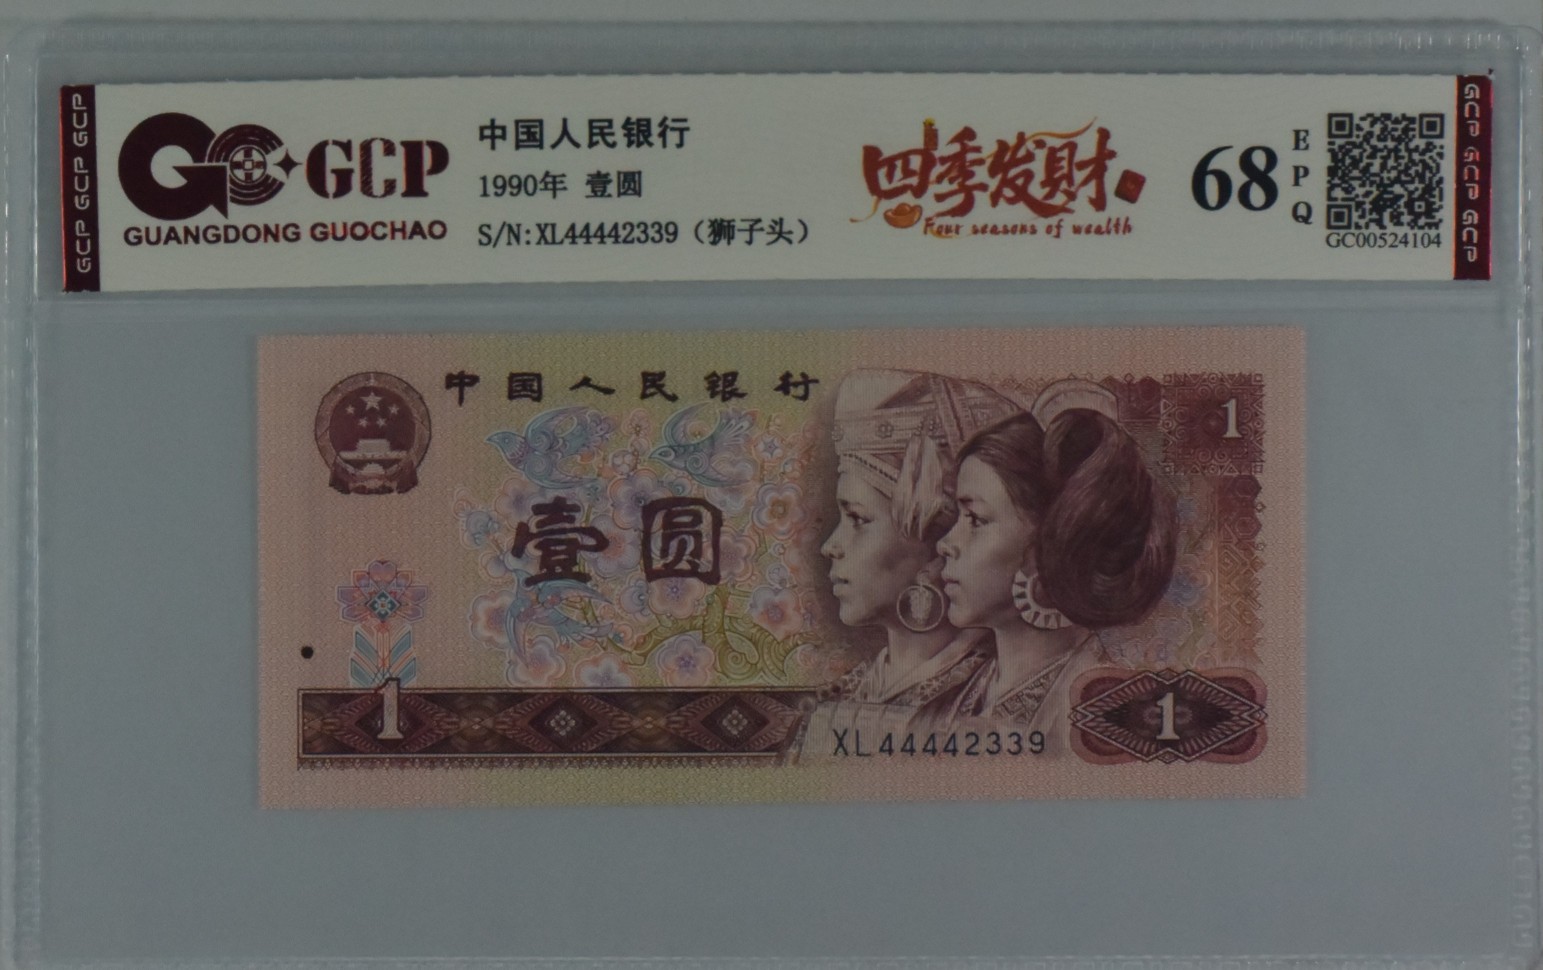 GCP GCP GCP
GCP
GUANGDONG GUOCHAO
中国人民银行
1990年 壹圆
S/N:XL44442339（狮子头）
四季发财
Four seasons of wealth
68
EPQ
GC00524104
GCP GCP GCP
中国人民银行
1
壹圆
1
XL44442339
1